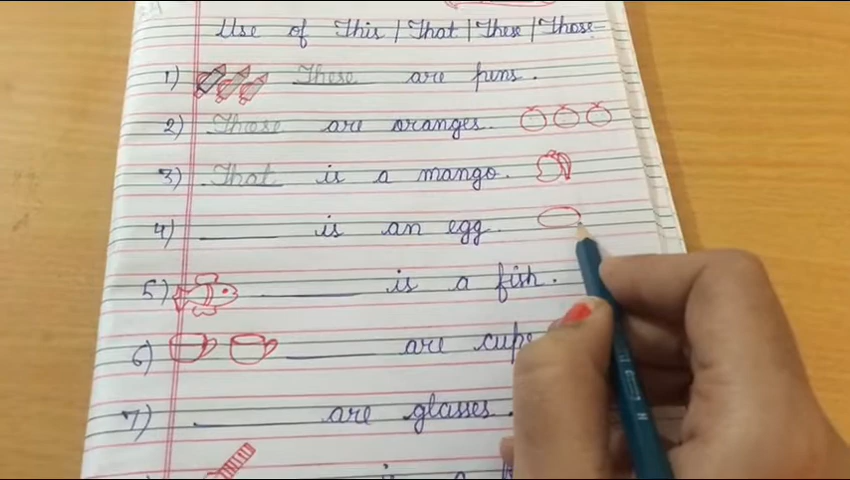 Use of This | That | These | Those
1) These are pens.
2) Those are oranges.
3) That is a mango.
4) ______ is an egg.
5) ______ is a fish.
6) ______ are cups
7) ______ are glasses.
is a